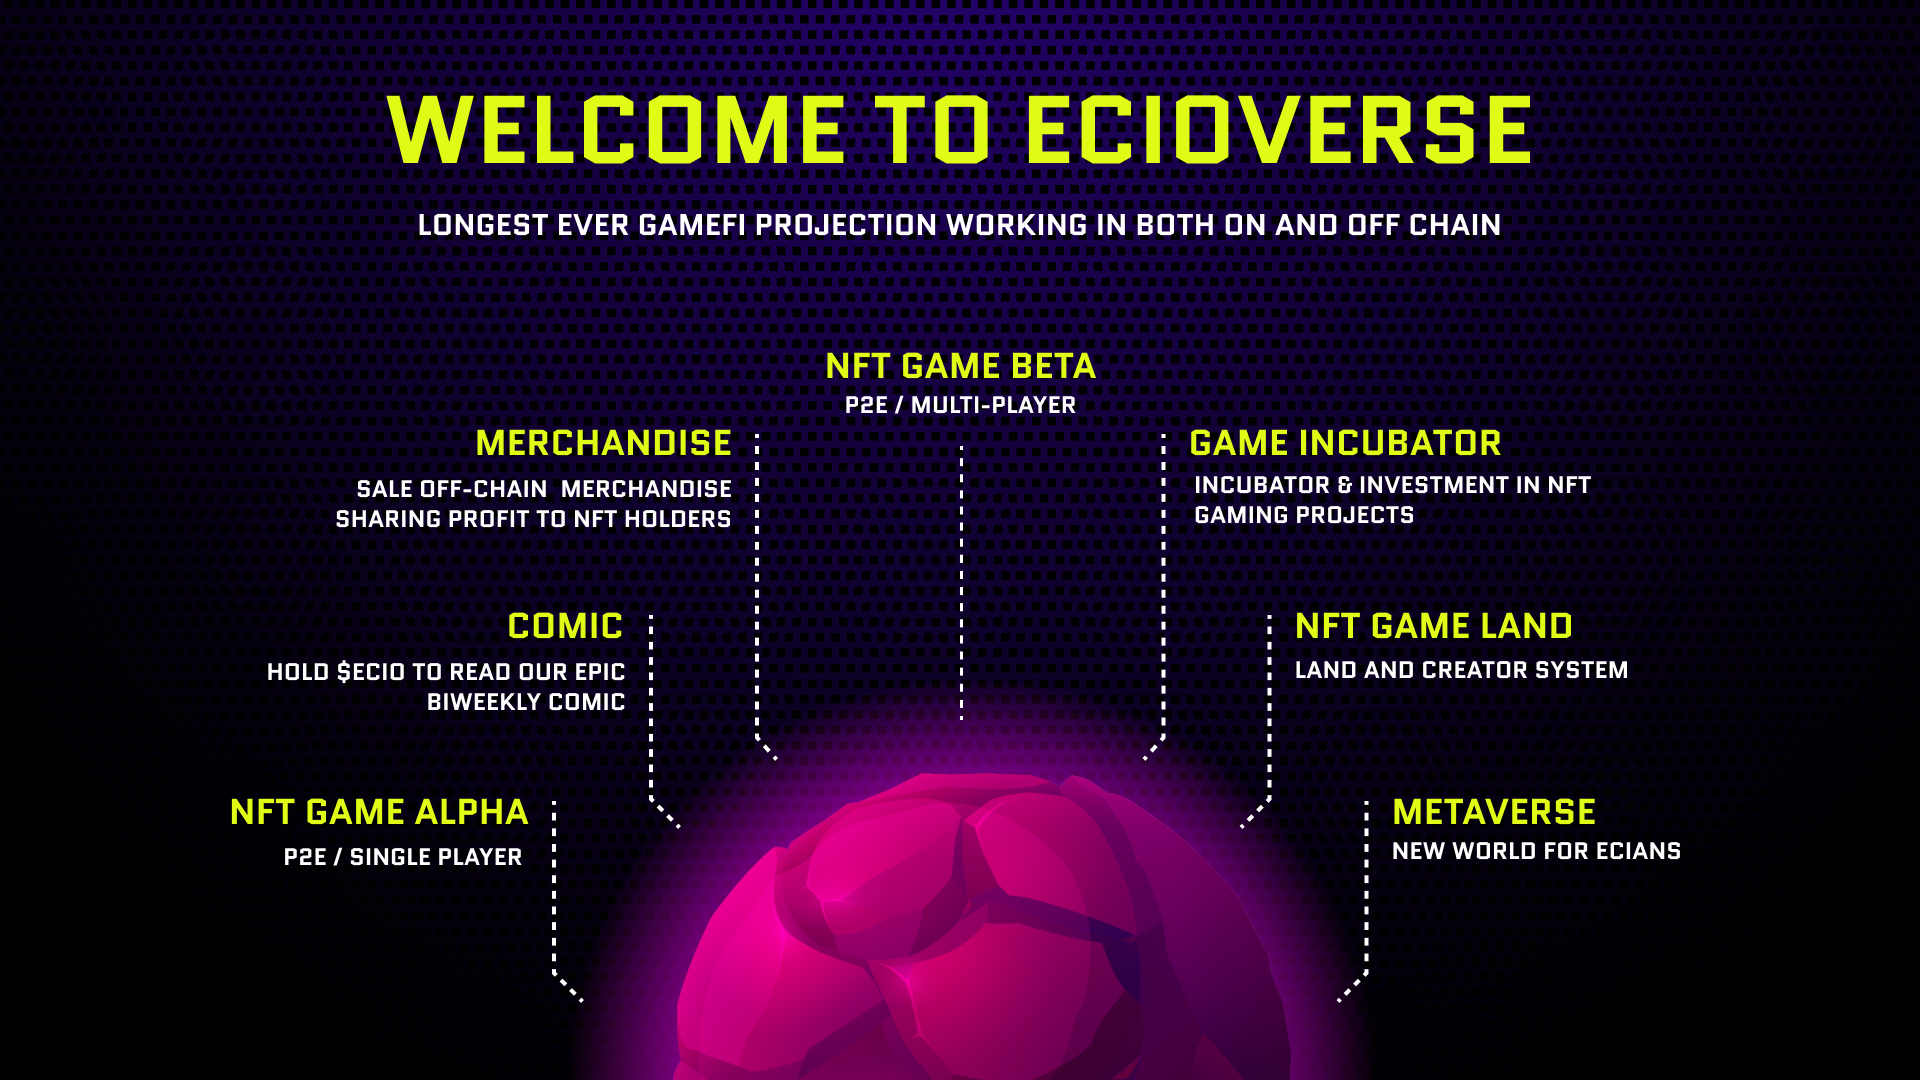 WELCOME TO ECIOVERSE
LONGEST EVER GAMEFI PROJECTION WORKING IN BOTH ON AND OFF CHAIN
NFT GAME BETA
P2E / MULTI-PLAYER
MERCHANDISE
SALE OFF-CHAIN MERCHANDISE
SHARING PROFIT TO NFT HOLDERS
GAME INCUBATOR
INCUBATOR & INVESTMENT IN NFT
GAMING PROJECTS
COMIC
HOLD $ECIO TO READ OUR EPIC
BIWEEKLY COMIC
NFT GAME LAND
LAND AND CREATOR SYSTEM
NFT GAME ALPHA
P2E / SINGLE PLAYER
METAVERSE
NEW WORLD FOR ECIANS